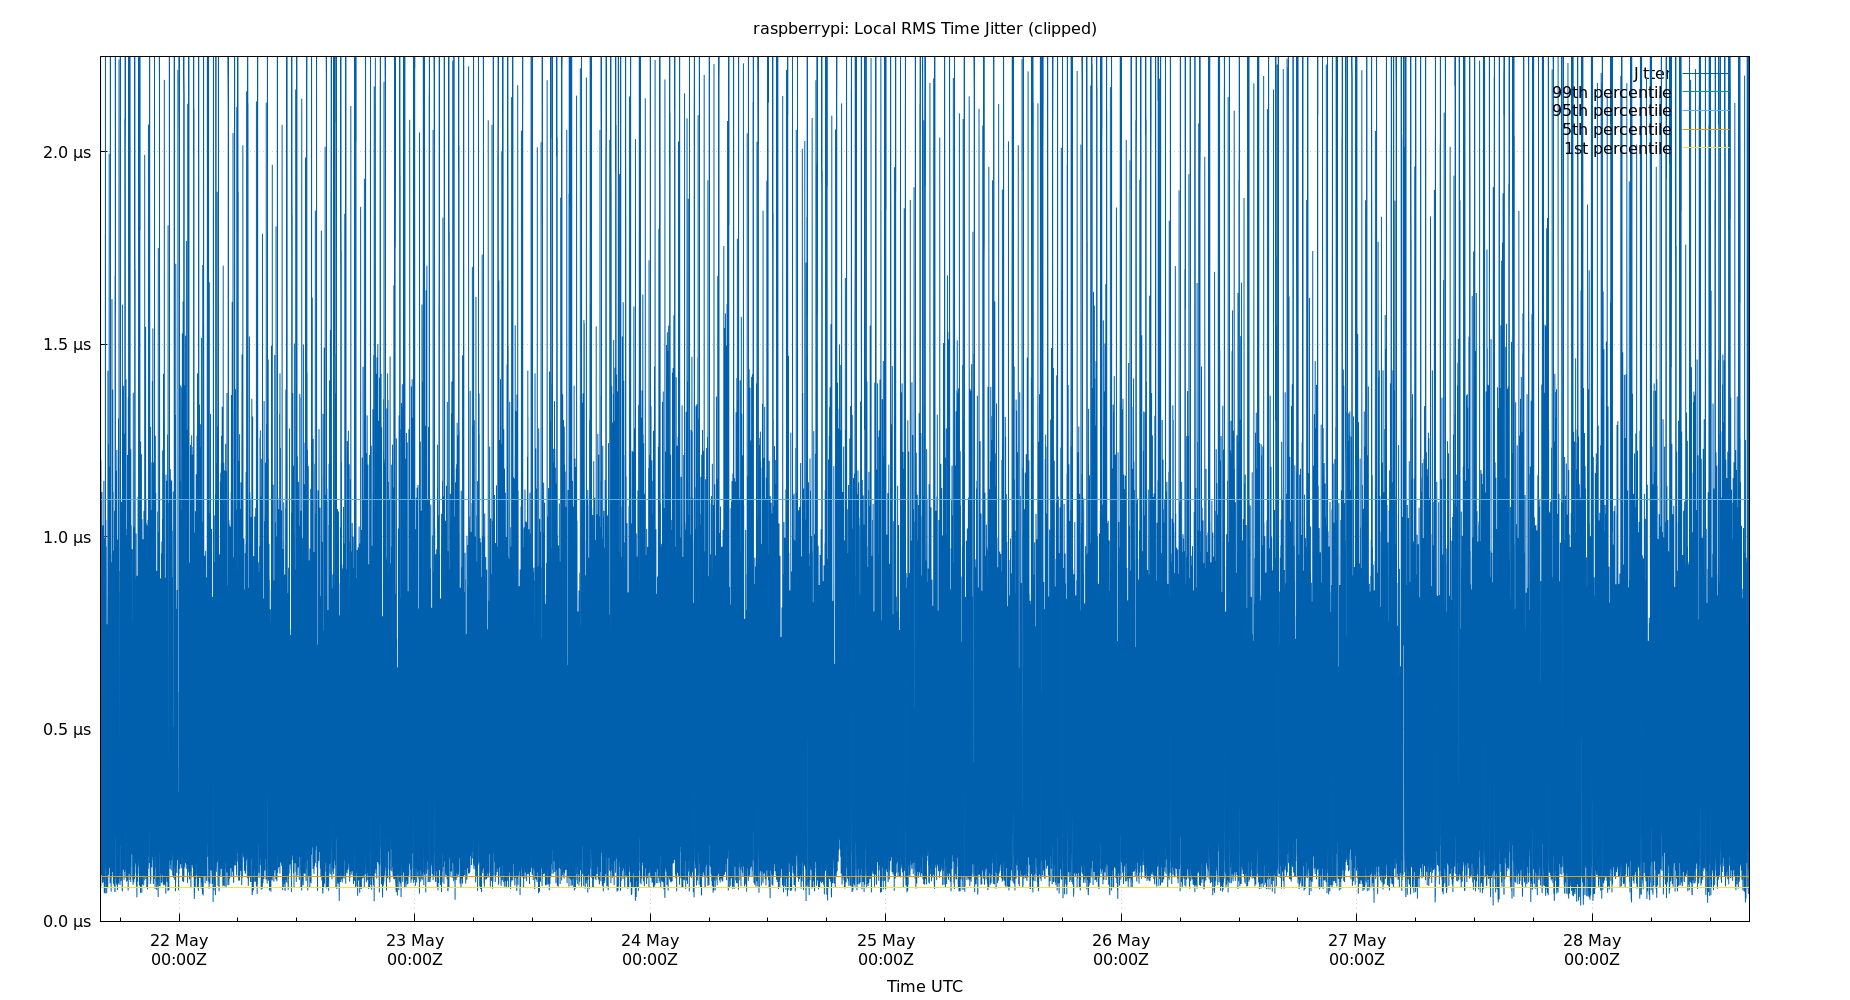 raspberrypi: Local RMS Time Jitter (clipped)
Jitter
99th percentile
95th percentile
5th percentile
1st percentile
2.0 µs
1.5 µs
1.0 µs
0.5 µs
0.0 µs
22 May
00:00Z
23 May
00:00Z
24 May
00:00Z
25 May
00:00Z
26 May
00:00Z
27 May
00:00Z
28 May
00:00Z
Time UTC